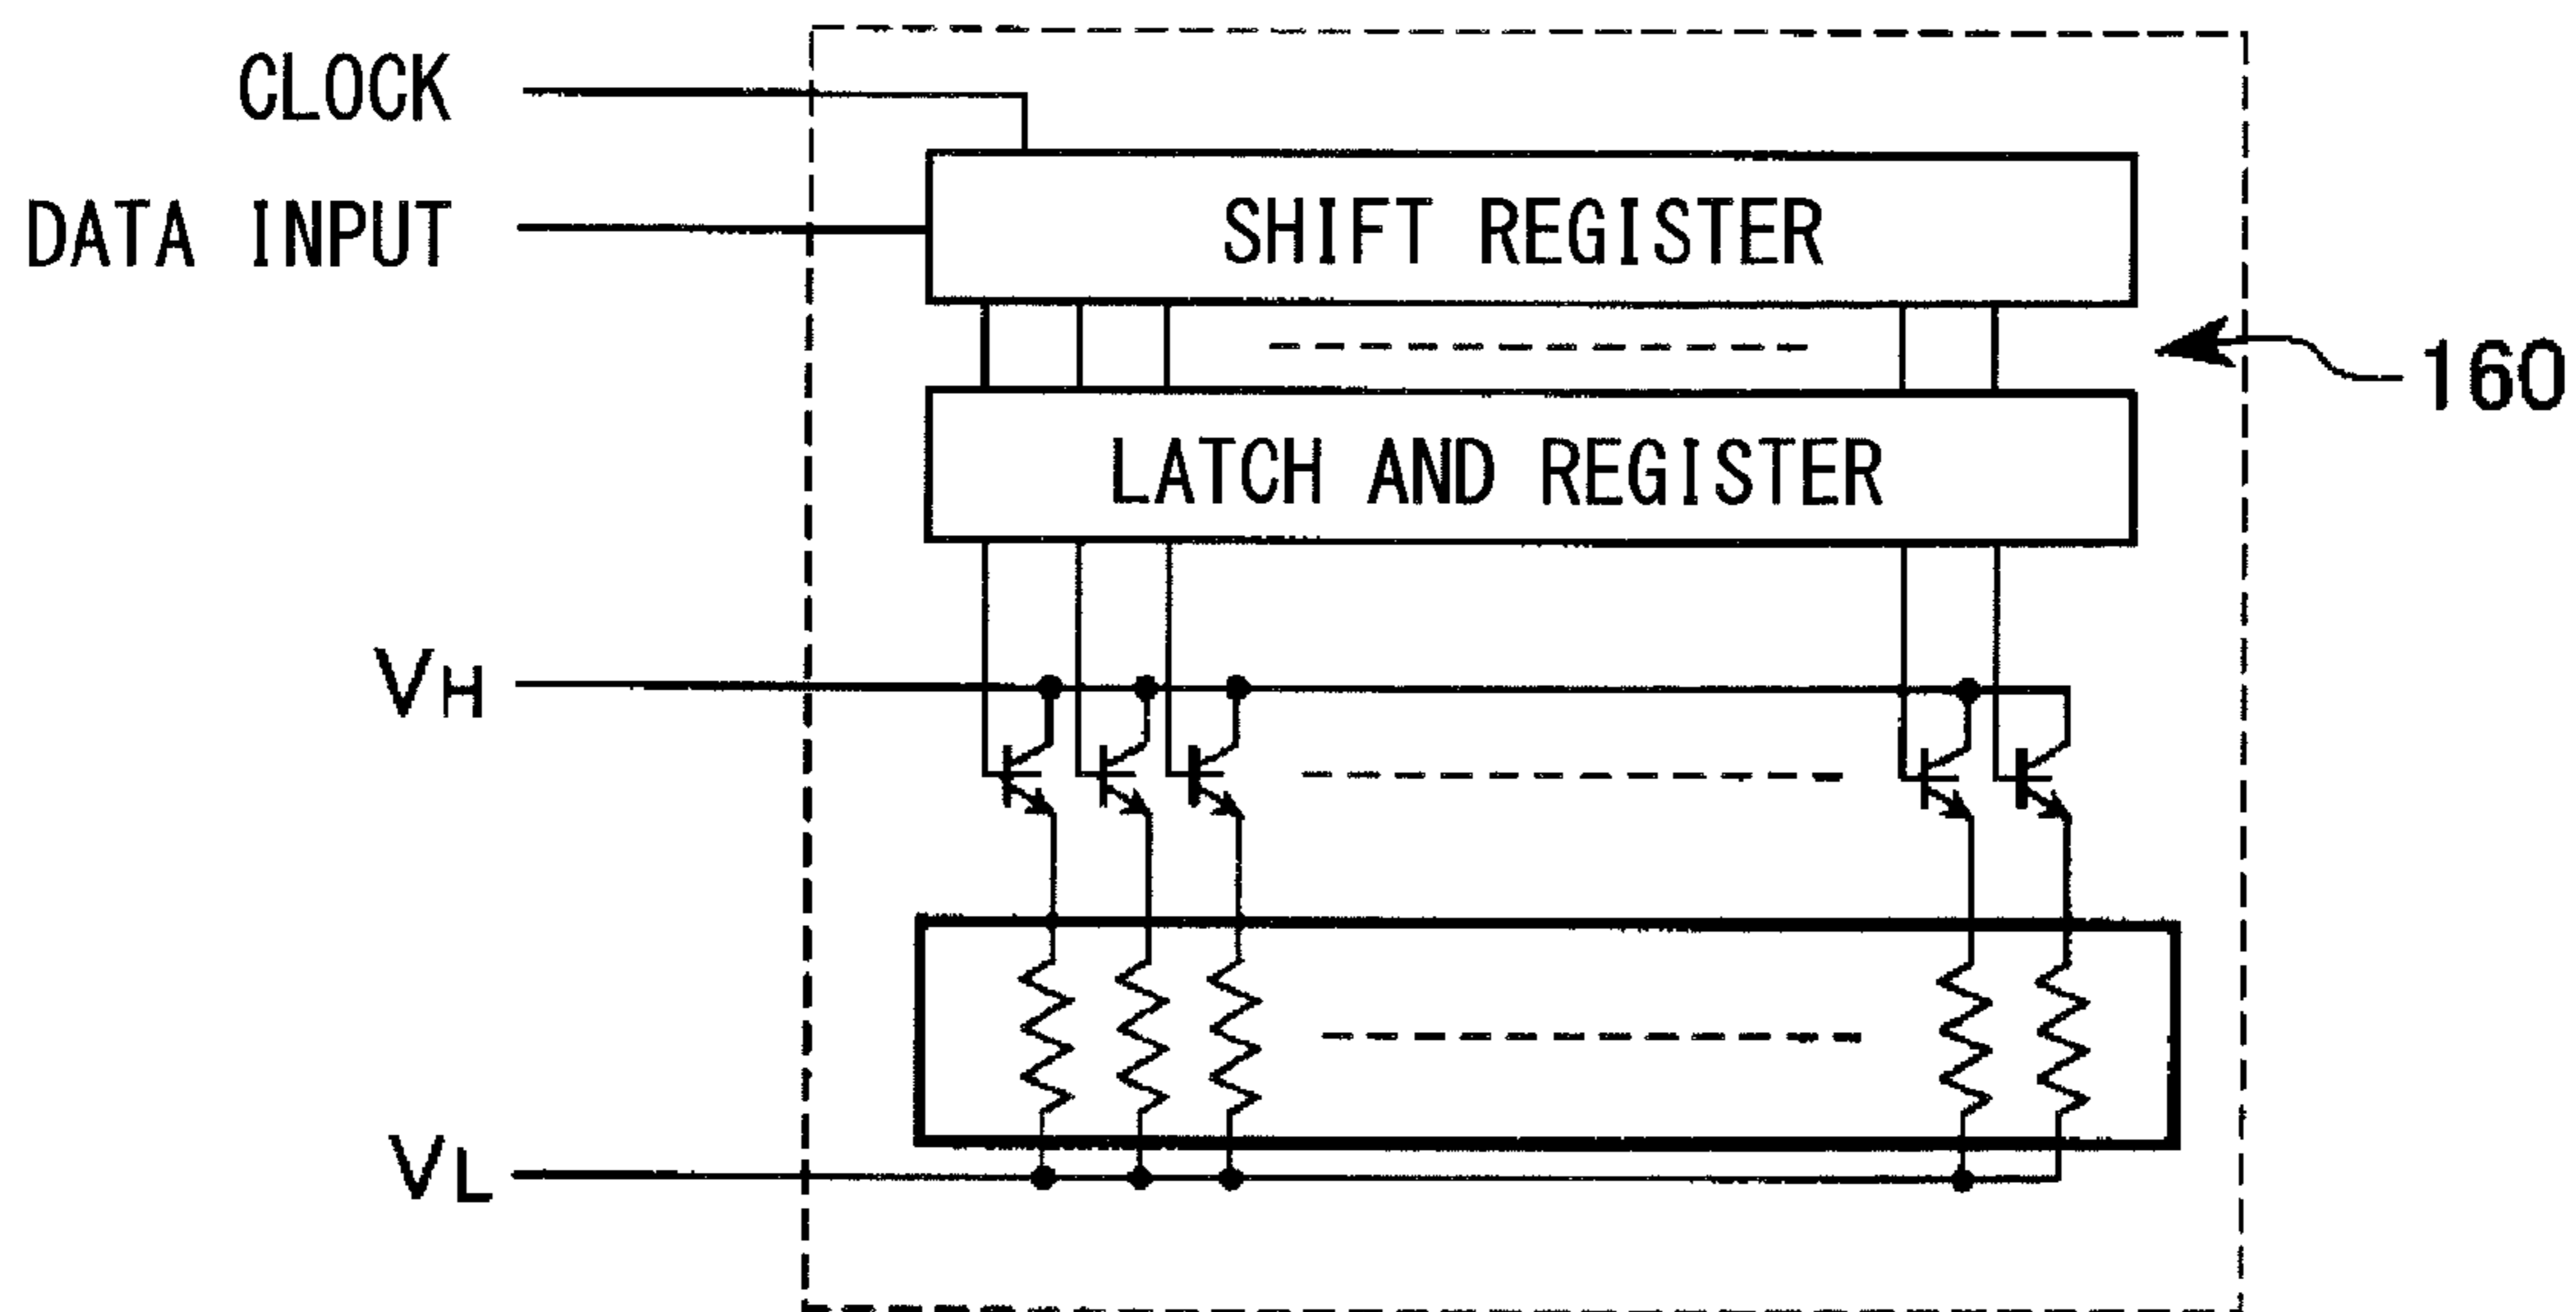 CLOCK
DATA INPUT
SHIFT REGISTER
160
LATCH AND REGISTER
VH
VL